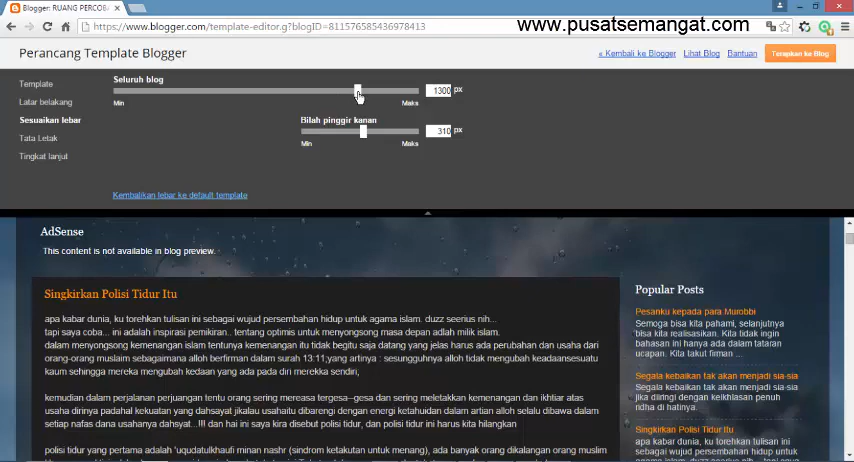 Blogger: RUANG PERCOB
www.pusatsemangat.com
https://www.blogger.com/template-editor.g?blogID=811576585436978413
Perancang Template Blogger
« Kembali ke Blogger
Lihat Blog
Bantuan
Terapkan ke Blog
Template
Latar belakang
Sesuaikan lebar
Tata Letak
Tingkat lanjut
Seluruh blog
1300 px
Min
Maks
Bilah pinggir kanan
310 px
Min
Maks
Kembalikan lebar ke default template
AdSense
This content is not available in blog preview.
Singkirkan Polisi Tidur Itu
apa kabar dunia, ku torehkan tulisan ini sebagai wujud persembahan hidup untuk agama islam. duzz seerius nih...
tapi saya coba... ini adalah inspirasi pemikiran.. tentang optimis untuk menyongsong masa depan adlah milik islam.
dalam menyongsong kemenangan islam tentunya kemenangan itu tidak begitu saja datang yang jelas harus ada perubahan dan usaha dari
orang-orang muslaim sebagaimana alloh berfirman dalam surah 13:11;yang artinya : sesungguhnya alloh tidak mengubah keadaansesuatu
kaum sehingga mereka mengubah kedaan yang ada pada diri merekka sendiri,
kemudian dalam perjalanan perjuangan tentu orang sering mereasa tergesa--gesa dan sering meletakkan kemenangan dan ikhtiar atas
usaha dirinya padahal kekuatan yang dahsayat jikalau usahaitu dibarengi dengan energi ketahuidan dalam artian alloh selalu dibawa dalam
setiap nafas dana usahanya dahsyat...!!! dan hai ini saya kira disebut polisi tidur, dan polisi tidur ini harus kita hilangkan
polisi tidur yang pertama adalah 'uqudatulkhaufi minan nashr (sindrom ketakutan untuk menang), ada banyak orang dikalangan orang muslim
Popular Posts
Pesanku kepada para Murobbi
Semoga bisa kita pahami, selanjutnya
bisa kita realisasikan. Kita tidak ingin
bahasan ini hanya ada dalam tataran
ucapan. Kita takut firman ...
Segala kebaikan tak akan menjadi sia-sia
Segala kebaikan tak akan menjadi sia-sia
jika diiringi dengan keikhlasan penuh
ridha di hatinya.
Singkirkan Polisi Tidur Itu
apa kabar dunia, ku torehkan tulisan ini